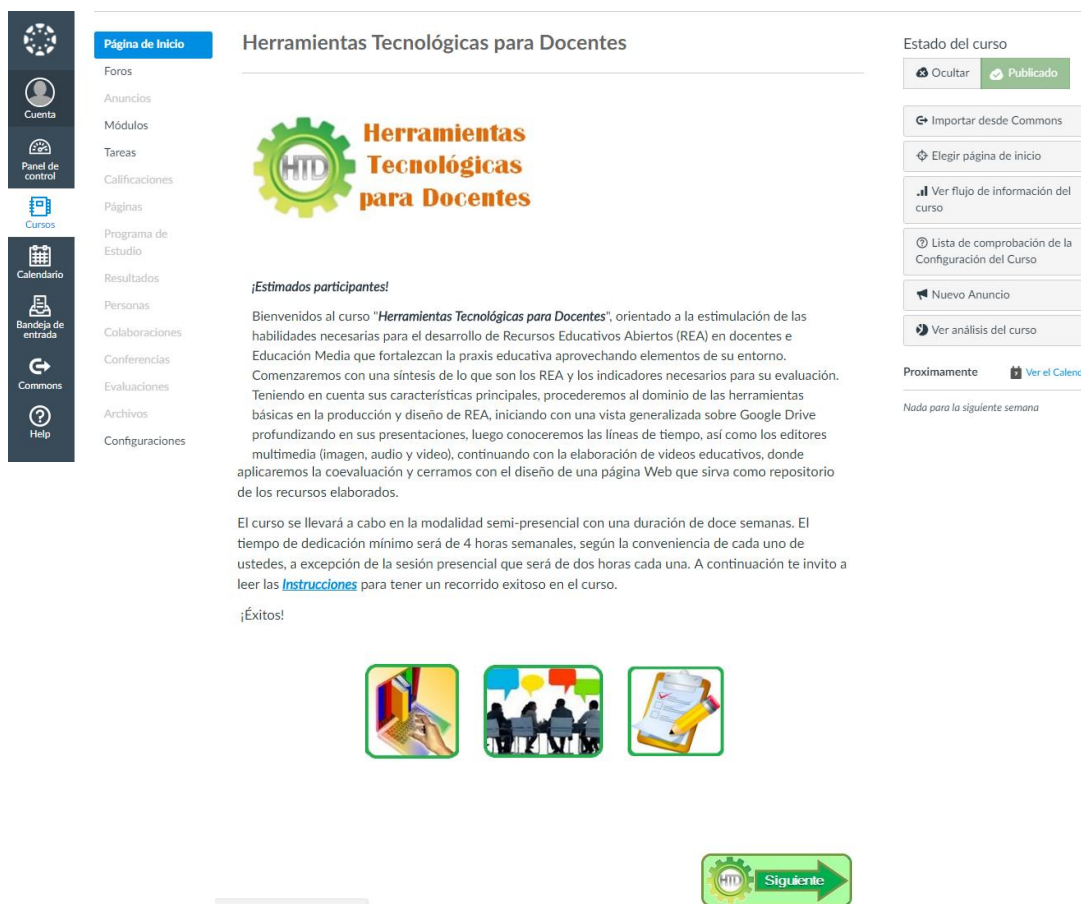 Cuenta
Panel de
control
Cursos
Calendario
Bandeja de
entrada
Commons
Help
Página de Inicio
Foros
Anuncios
Módulos
Tareas
Calificaciones
Páginas
Programa de
Estudio
Resultados
Personas
Colaboraciones
Conferencias
Evaluaciones
Archivos
Configuraciones
Herramientas Tecnológicas para Docentes
HTD
Herramientas
Tecnológicas
para Docentes
¡Estimados participantes!
Bienvenidos al curso "Herramientas Tecnológicas para Docentes", orientado a la estimulación de las
habilidades necesarias para el desarrollo de Recursos Educativos Abiertos (REA) en docentes e
Educación Media que fortalezcan la praxis educativa aprovechando elementos de su entorno.
Comenzaremos con una síntesis de lo que son los REA y los indicadores necesarios para su evaluación.
Teniendo en cuenta sus características principales, procederemos al dominio de las herramientas
básicas en la producción y diseño de REA, iniciando con una vista generalizada sobre Google Drive
profundizando en sus presentaciones, luego conoceremos las líneas de tiempo, así como los editores
multimedia (imagen, audio y video), continuando con la elaboración de videos educativos, donde
aplicaremos la coevaluación y cerramos con el diseño de una página Web que sirva como repositorio
de los recursos elaborados.
El curso se llevará a cabo en la modalidad semi-presencial con una duración de doce semanas. El
tiempo de dedicación mínimo será de 4 horas semanales, según la conveniencia de cada uno de
ustedes, a excepción de la sesión presencial que será de dos horas cada una. A continuación te invito a
leer las Instrucciones para tener un recorrido exitoso en el curso.
¡Éxitos!
HTD Siguiente
Estado del curso
Ocultar Publicado
Importar desde Commons
Elegir página de inicio
Ver flujo de información del
curso
Lista de comprobación de la
Configuración del Curso
Nuevo Anuncio
Ver análisis del curso
Proximamente Ver el Calend
Nada para la siguiente semana